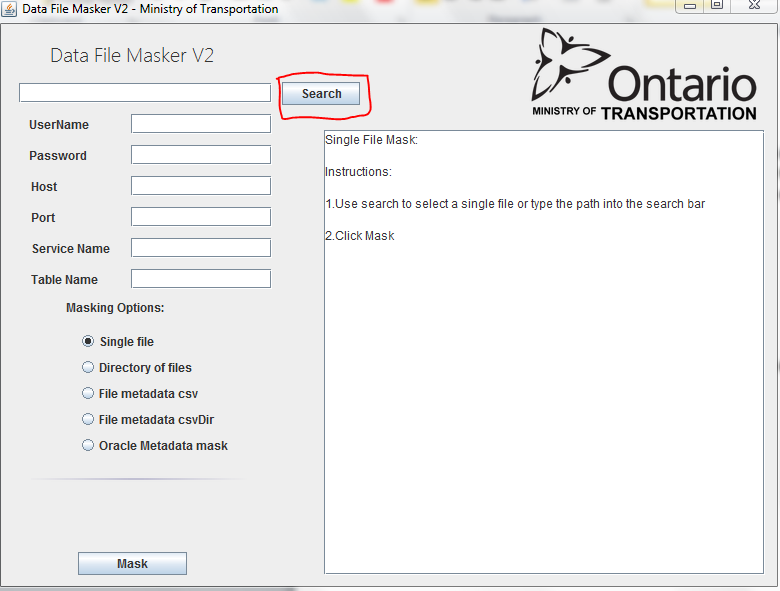 Data File Masker V2 - Ministry of Transportation
Data File Masker V2
Ontario
MINISTRY OF TRANSPORTATION
Search
UserName
Password
Host
Port
Service Name
Table Name
Masking Options:
Single file
Directory of files
File metadata csv
File metadata csvDir
Oracle Metadata mask
Mask
Single File Mask:
Instructions:
1.Use search to select a single file or type the path into the search bar
2.Click Mask